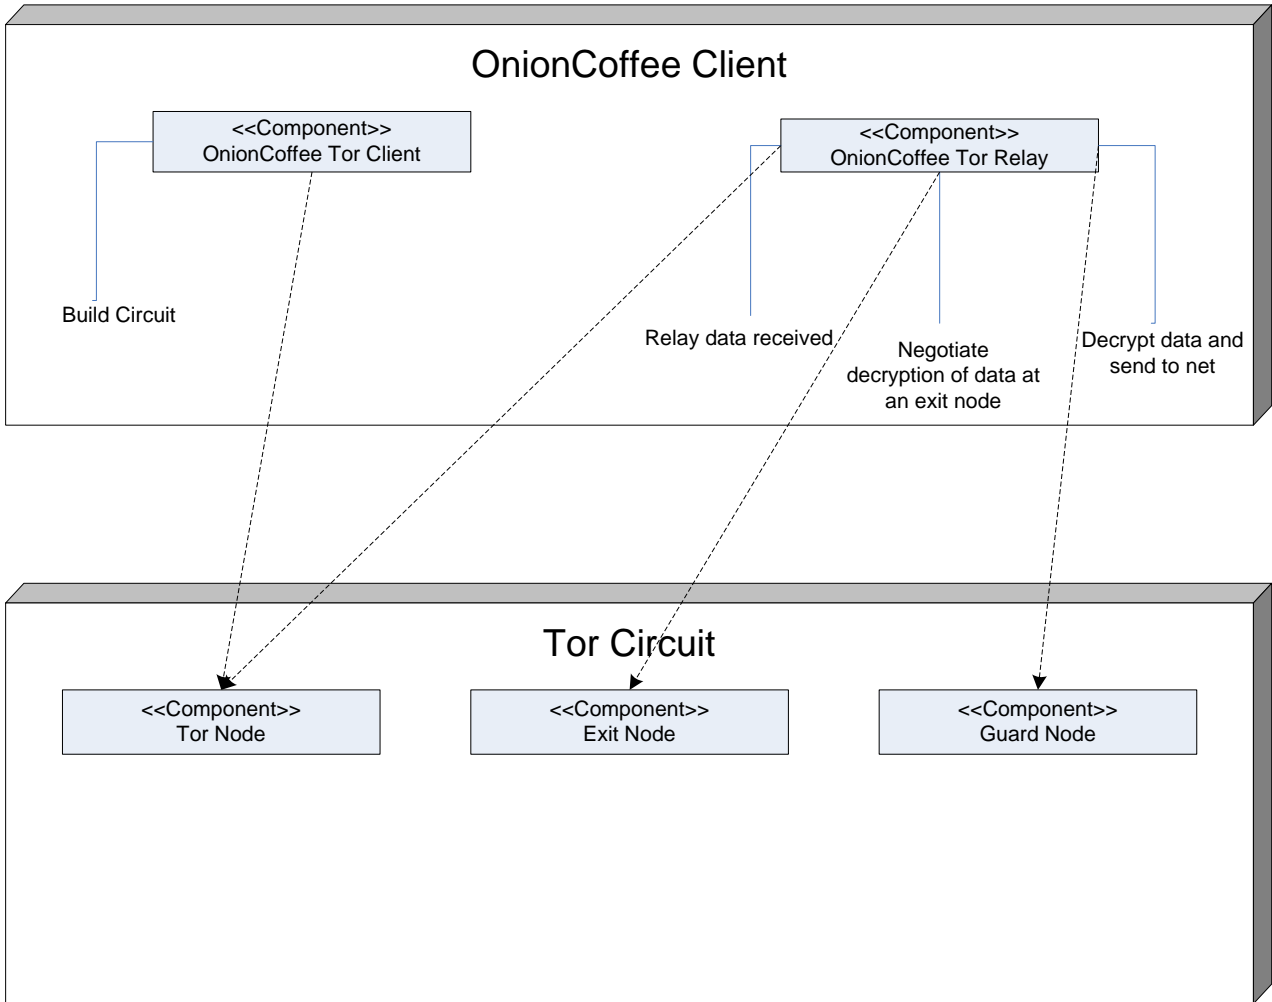 OnionCoffee Client
<<Component>>
OnionCoffee Tor Client
<<Component>>
OnionCoffee Tor Relay
Build Circuit
Relay data received
Negotiate
decryption of data at
an exit node
Decrypt data and
send to net
Tor Circuit
<<Component>>
Tor Node
<<Component>>
Exit Node
<<Component>>
Guard Node